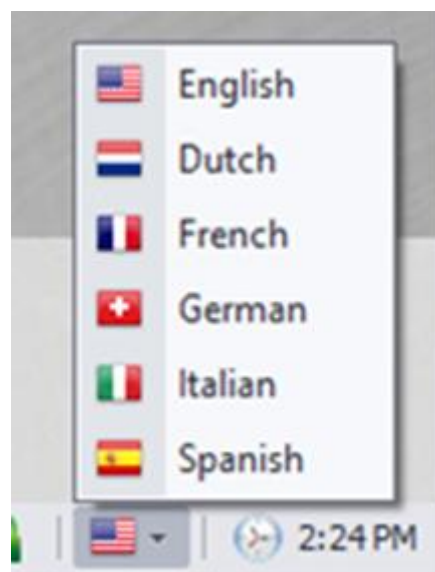 English
Dutch
French
German
Italian
Spanish
2:24 PM